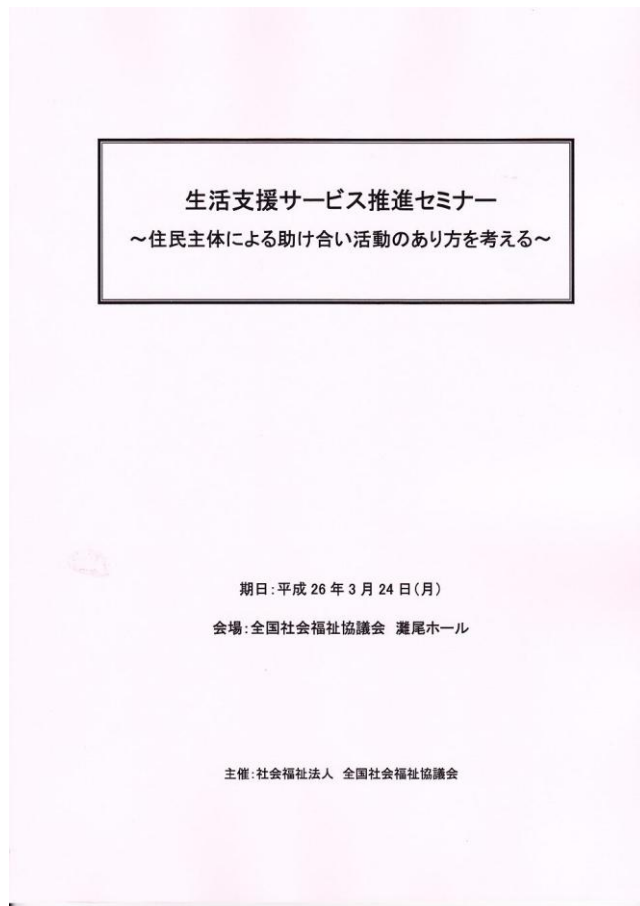 生活支援サービス推進セミナー
～住民主体による助け合い活動のあり方を考える～
期日:平成 26 年 3 月 24 日(月)
会場:全国社会福祉協議会 灘尾ホール
主催:社会福祉法人 全国社会福祉協議会